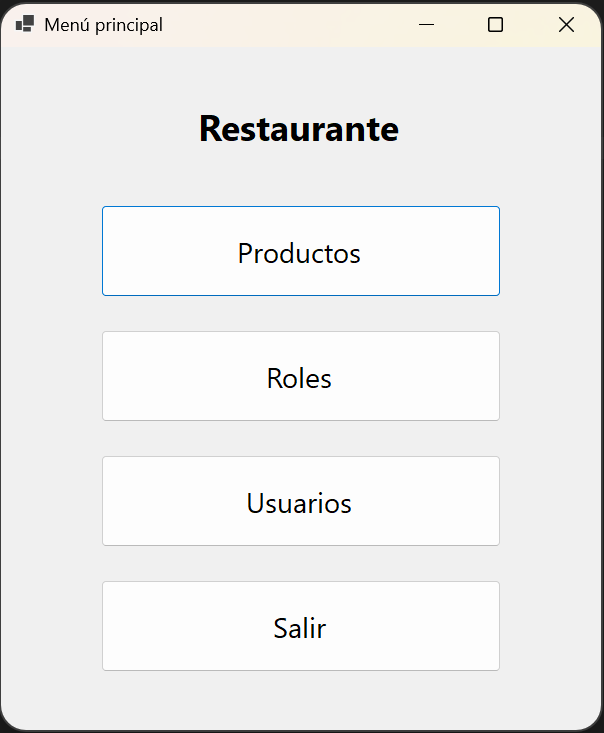 Menú principal
Restaurante
Productos
Roles
Usuarios
Salir